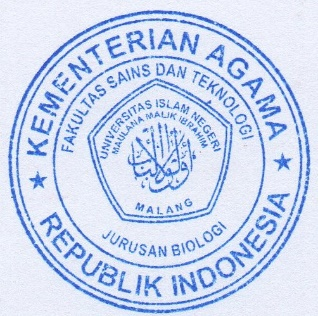 KEMENTERIAN AGAMA
FAKULTAS SAINS DAN TEKNOLOGI
UNIVERSITAS ISLAM NEGERI
MAULANA MALIK IBRAHIM
MALANG
JURUSAN BIOLOGI
REPUBLIK INDONESIA